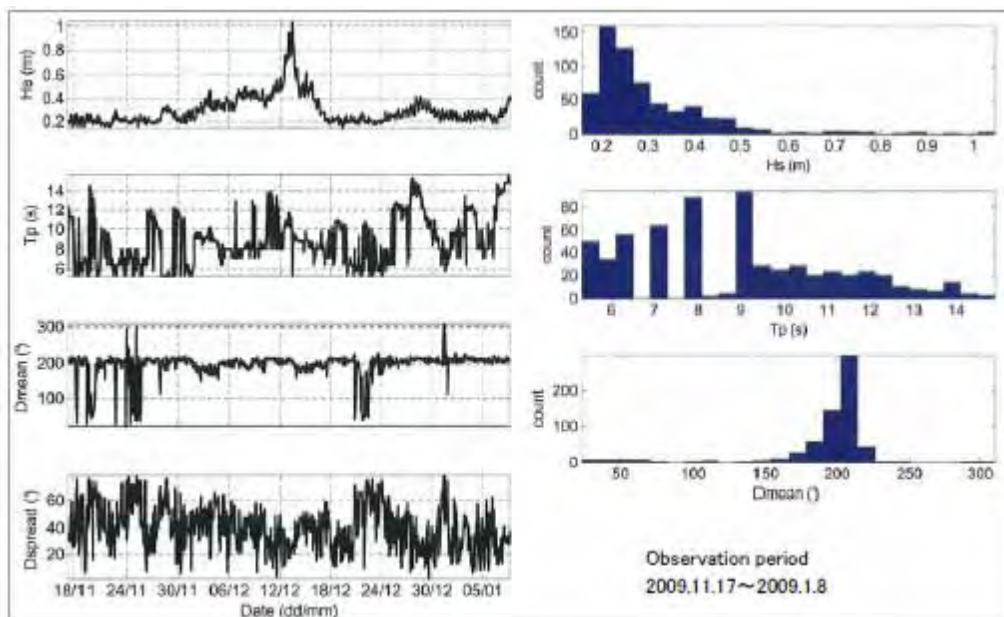 1
0.8
0.6
0.4
0.2
Hs (m)
14
12
10
8
6
Tp (s)
300
200
100
Dmean (°)
60
40
20
Dspread (°)
18/11 24/11 30/11 06/12 12/12 18/12 24/12 30/12 05/01
Date (dd/mm)
150
100
50
0
count
0.2 0.3 0.4 0.5 0.6 0.7 0.8 0.9 1
Hs (m)
80
60
40
20
0
count
6 7 8 9 10 11 12 13 14
Tp (s)
200
100
0
count
50 100 150 200 250 300
Dmean (°)
Observation period
2009.11.17～2009.1.8